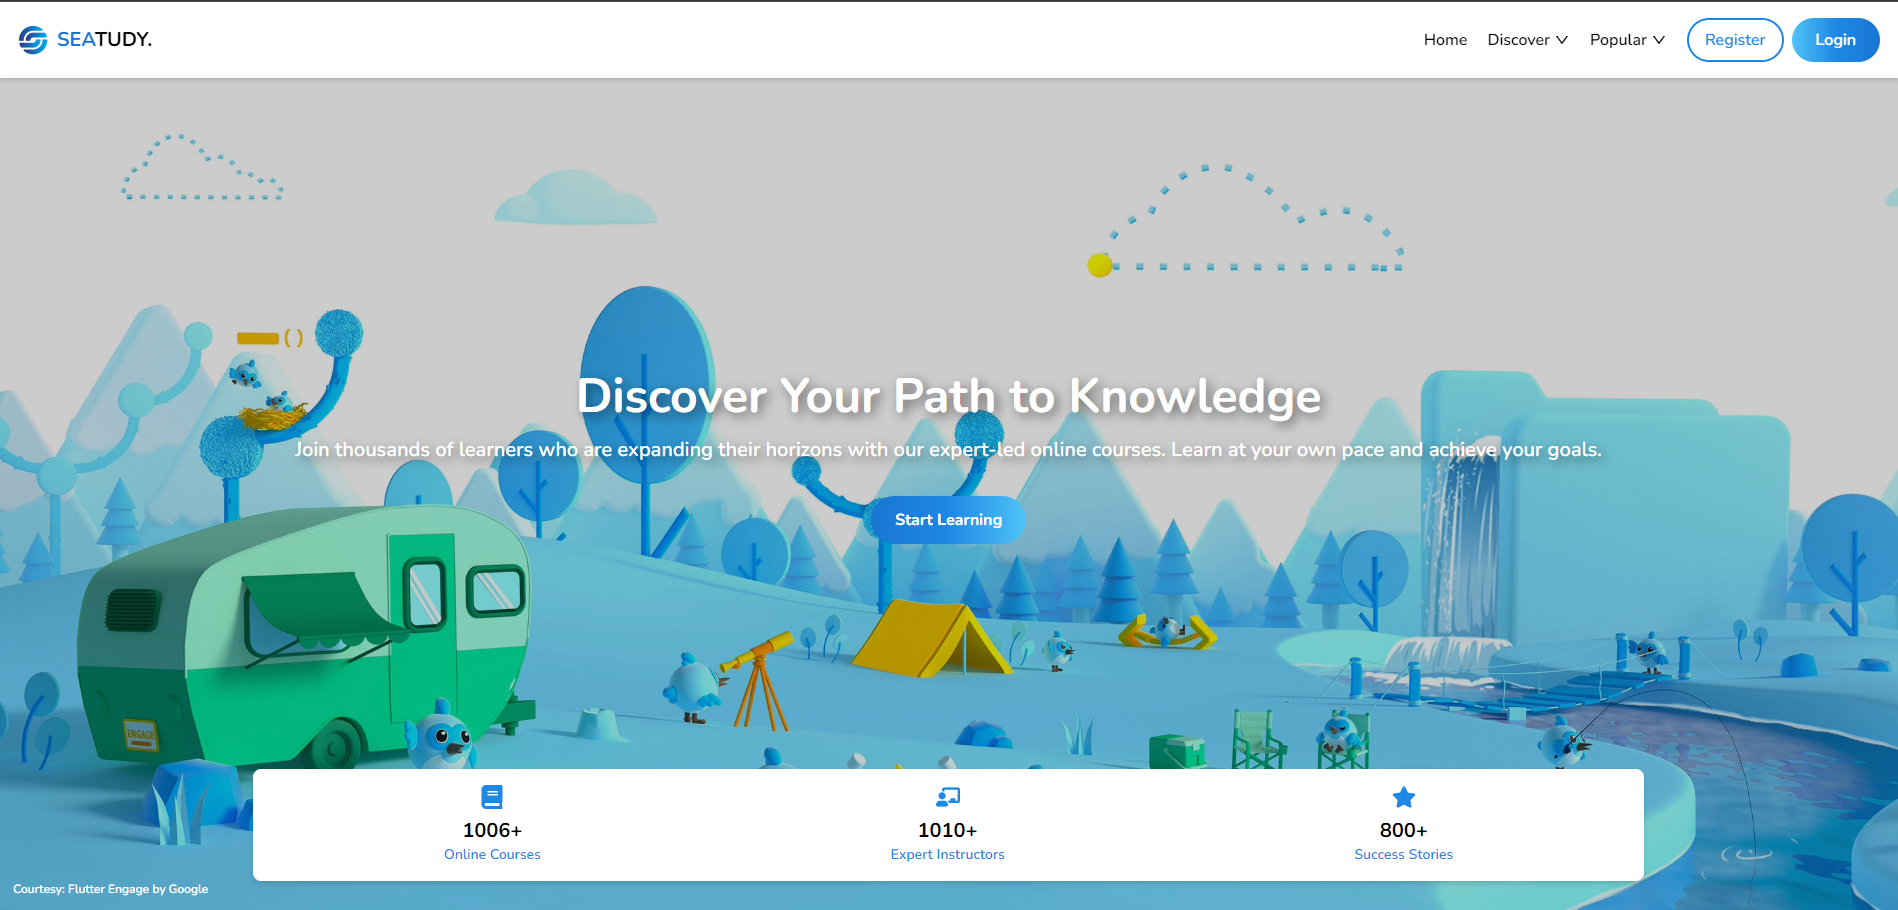 SEATUDY.
Home Discover Popular Register Login
( )
Discover Your Path to Knowledge
Join thousands of learners who are expanding their horizons with our expert-led online courses. Learn at your own pace and achieve your goals.
Start Learning
ENGAGE
1006+
Online Courses
1010+
Expert Instructors
800+
Success Stories
Courtesy: Flutter Engage by Google